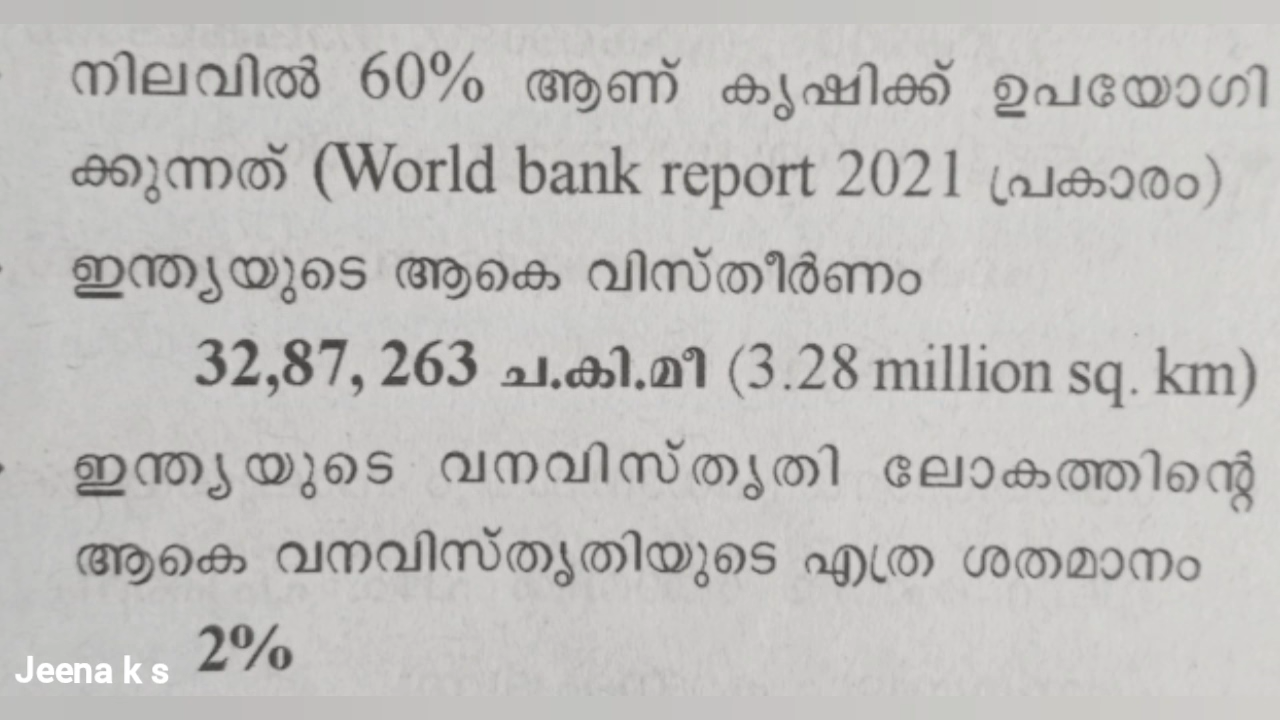 നിലവിൽ 60% ആണ് കൃഷിക്ക് ഉപയോഗി
ക്കുന്നത് (World bank report 2021 പ്രകാരം)
ഇന്ത്യയുടെ ആകെ വിസ്തീർണം
32,87, 263 ച.കി.മീ (3.28 million sq. km)
ഇന്ത്യയുടെ വനവിസ്തൃതി ലോകത്തിന്റെ
ആകെ വനവിസ്തൃതിയുടെ എത്ര ശതമാനം
2%
Jeena k s